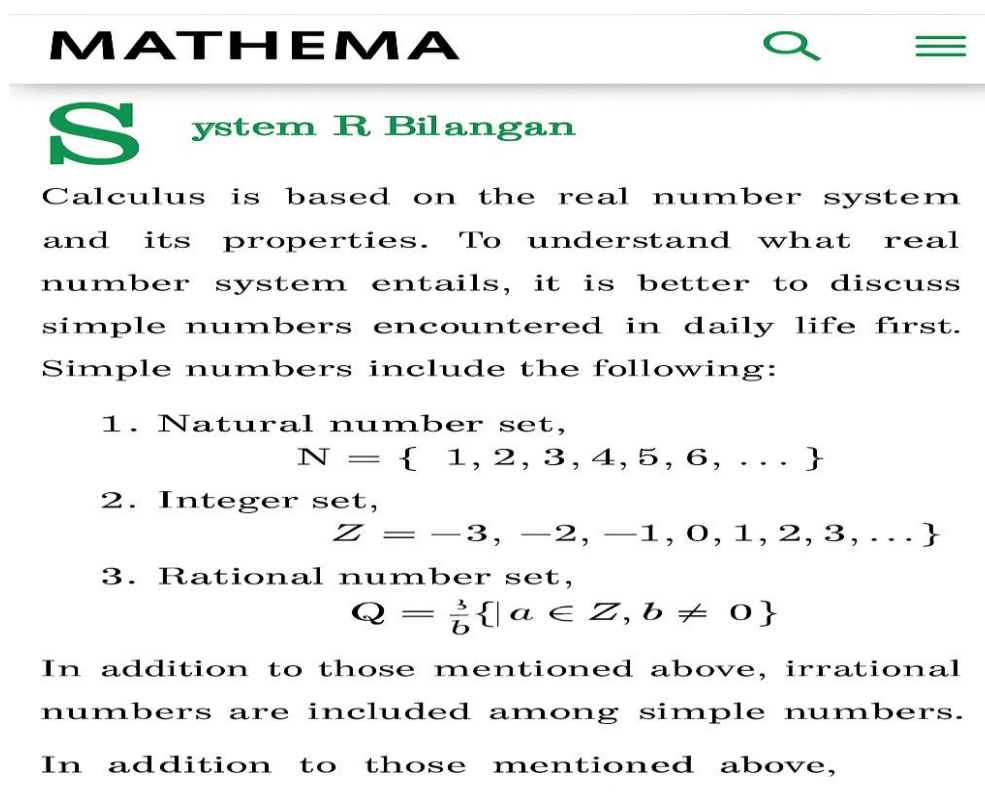 MATHEMA
System R Bilangan
Calculus is based on the real number system
and its properties. To understand what real
number system entails, it is better to discuss
simple numbers encountered in daily life first.
Simple numbers include the following:
1. Natural number set,
N = { 1, 2, 3, 4, 5, 6, ... }
2. Integer set,
Z = −3, −2, −1, 0, 1, 2, 3, ...}
3. Rational number set,
Q = 3/b {| a ∈ Z, b ≠ 0}
In addition to those mentioned above, irrational
numbers are included among simple numbers.
In addition to those mentioned above,